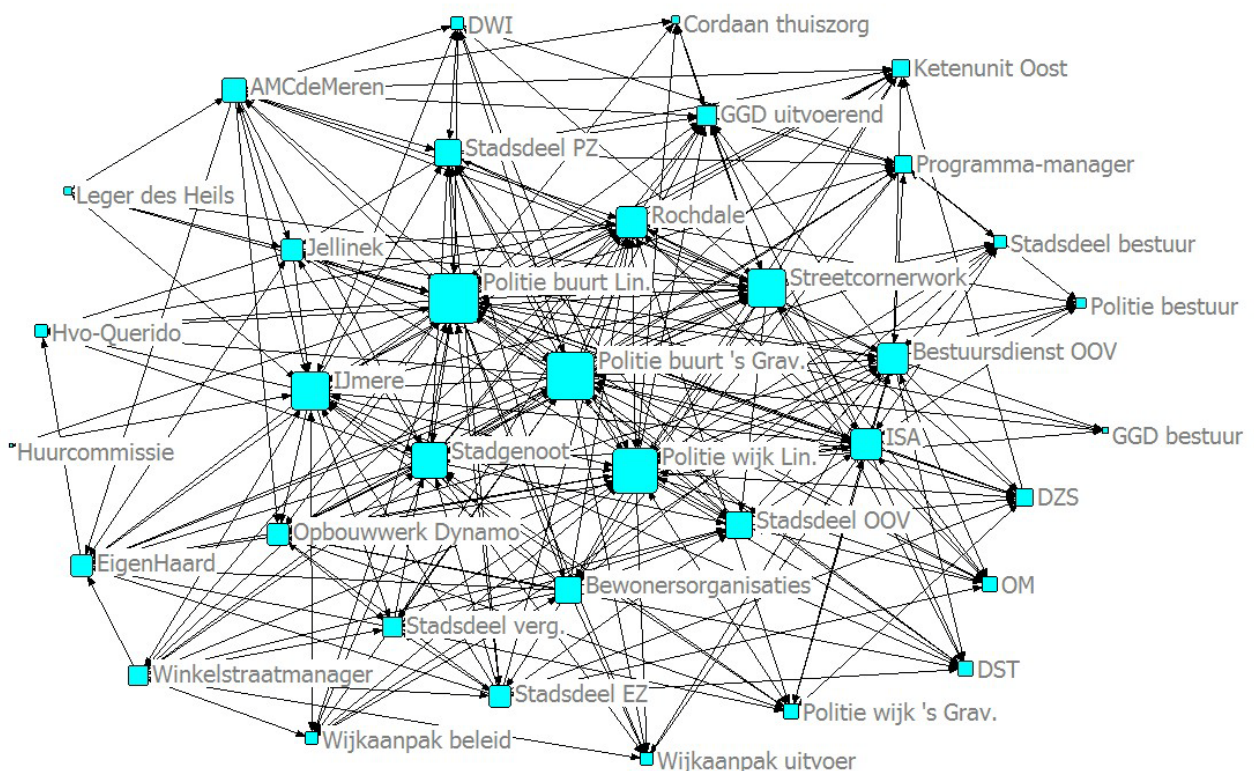 DWI
Cordaan thuiszorg
Ketenunit Oost
AMCdeMeren
GGD uitvoerend
Stadsdeel PZ
Programma-manager
Leger des Heils
Rochdale
Stadsdeel bestuur
Jellinek
Politie buurt Lin.
Streetcornerwork
Politie bestuur
Hvo-Querido
Politie buurt 's Grav.
Bestuursdienst OOV
IJmere
GGD bestuur
Huurcommissie
Stadgenoot
Politie wijk Lin.
ISA
DZS
Stadsdeel OOV
Opbouwwerk Dynamo
EigenHaard
Bewonersorganisaties
OM
Stadsdeel verg.
Winkelstraatmanager
DST
Stadsdeel EZ
Politie wijk 's Grav.
Wijkaanpak beleid
Wijkaanpak uitvoer